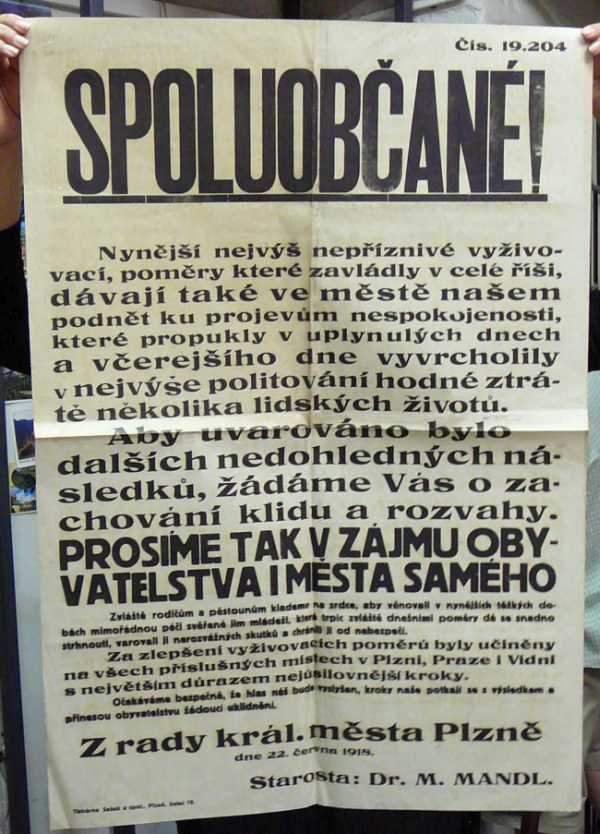 Čís. 19.204
SPOLUOBČANÉ!
Nynější nejvýš nepříznivé vyživo-
vací, poměry které zavládly v celé říši,
dávají také ve městě našem
podnět ku projevům nespokojenosti,
které propukly v uplynulých dnech
a včerejšího dne vyvrcholily
v nejvýše politování hodné ztrá-
tě několika lidských životů.
Aby uvarováno bylo
dalších nedohledných ná-
sledků, žádáme Vás o za-
chování klidu a rozvahy.
PROSÍME TAK V ZÁJMU OBY-
VATELSTVA I MĚSTA SAMÉHO
Zvláště rodičům a pěstounům klademe na srdce, aby věnovali v nynějších těžkých do-
bách mimořádnou péči svěřené jim mládeži, která trpíc zvláště dnešními poměry dá se snadno
strhnouti, varovali ji nerozvážných skutků a chránili ji od nebezpečí.
Za zlepšení vyživovacích poměrů byly učiněny
na všech příslušných místech v Plzni, Praze i Vídni
s největším důrazem nejúsilovnější kroky.
Očekáváme bezpečně, že hlas náš bude vyslyšen, kroky naše potkají se s výsledkem a
přinesou obyvatelstvu žádoucí uklidnění.
Z rady král. města Plzně
dne 22. června 1918.
Starosta: Dr. M. MANDL.
Tiskárna a spol., Plzeň,